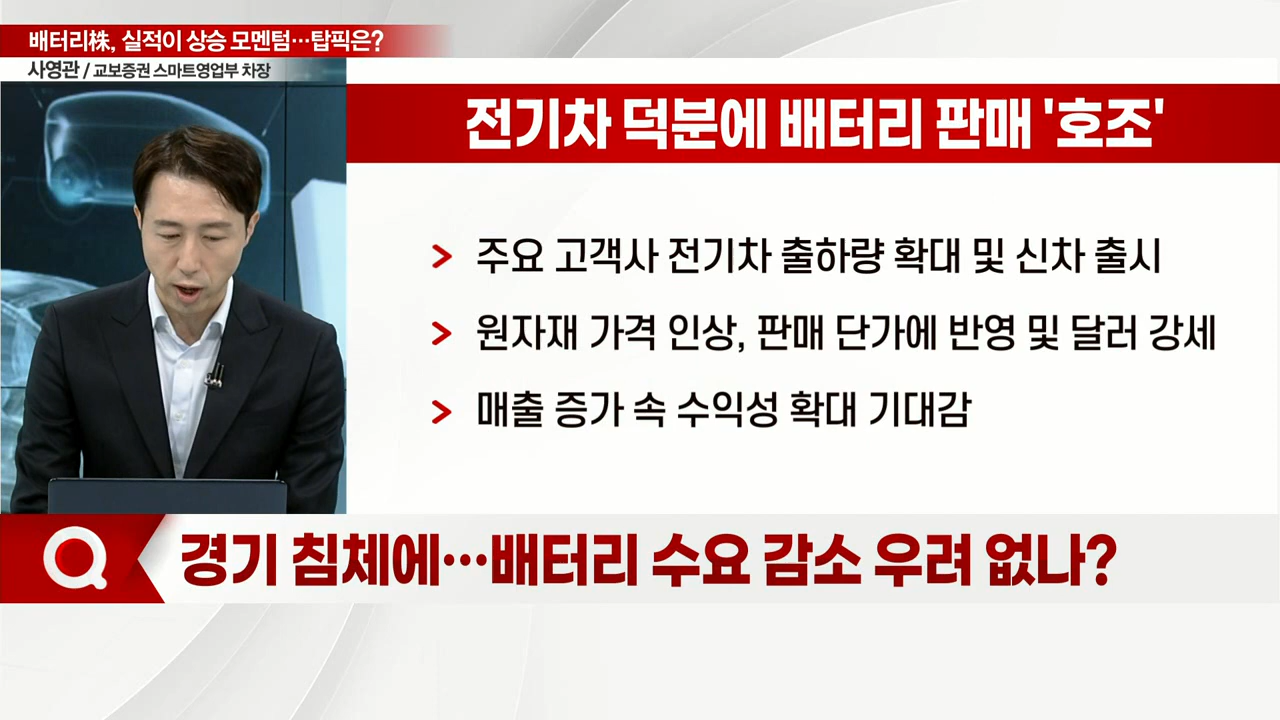 배터리株, 실적이 상승 모멘텀…탑픽은?
사영관 / 교보증권 스마트영업부 차장
전기차 덕분에 배터리 판매 '호조'
> 주요 고객사 전기차 출하량 확대 및 신차 출시
> 원자재 가격 인상, 판매 단가에 반영 및 달러 강세
> 매출 증가 속 수익성 확대 기대감
Q 경기 침체에…배터리 수요 감소 우려 없나?